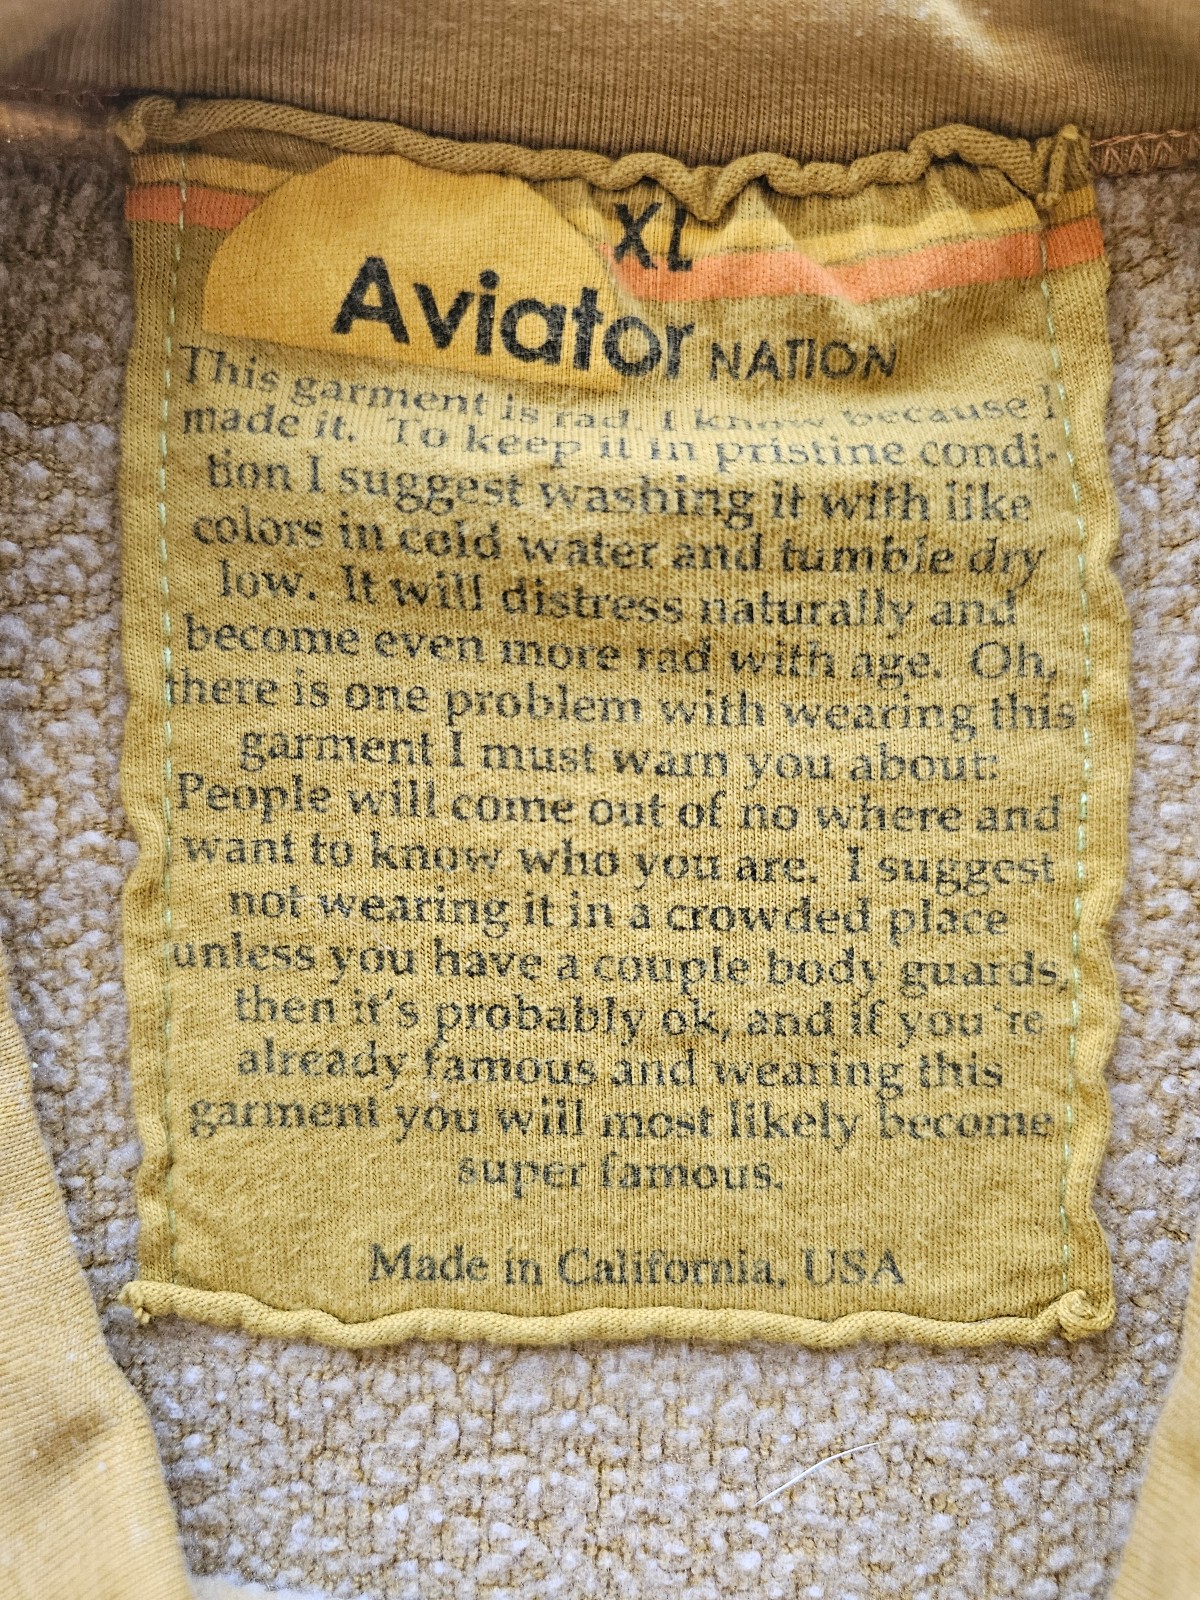 XL
Aviator NATION
This garment is rad. I know because I
made it. To keep it in pristine condi-
tion I suggest washing it with like
colors in cold water and tumble dry
low. It will distress naturally and
become even more rad with age. Oh,
there is one problem with wearing this
garment I must warn you about:
People will come out of no where and
want to know who you are. I suggest
not wearing it in a crowded place
unless you have a couple body guards,
then it's probably ok, and if you're
already famous and wearing this
garment you will most likely become
super famous.
Made in California, USA